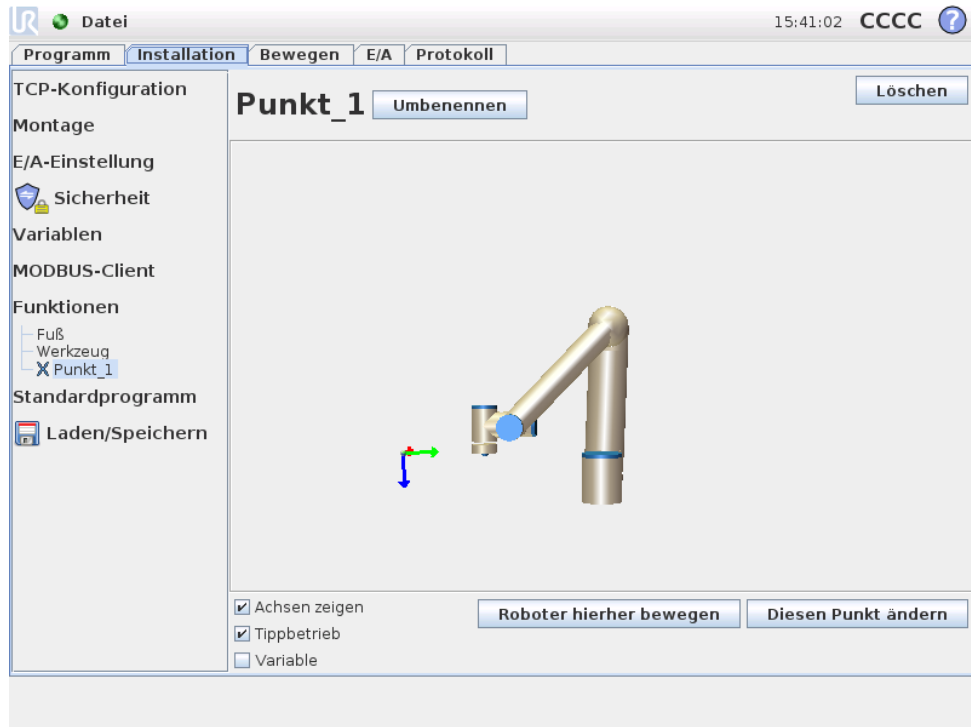 UR Datei 15:41:02 CCCC ?
Programm Installation Bewegen E/A Protokoll
TCP-Konfiguration
Punkt_1 Umbenennen Löschen
Montage
E/A-Einstellung
Sicherheit
Variablen
MODBUS-Client
Funktionen
Fuß
Werkzeug
Punkt_1
Standardprogramm
Laden/Speichern
Achsen zeigen
Roboter hierher bewegen Diesen Punkt ändern
Tippbetrieb
Variable